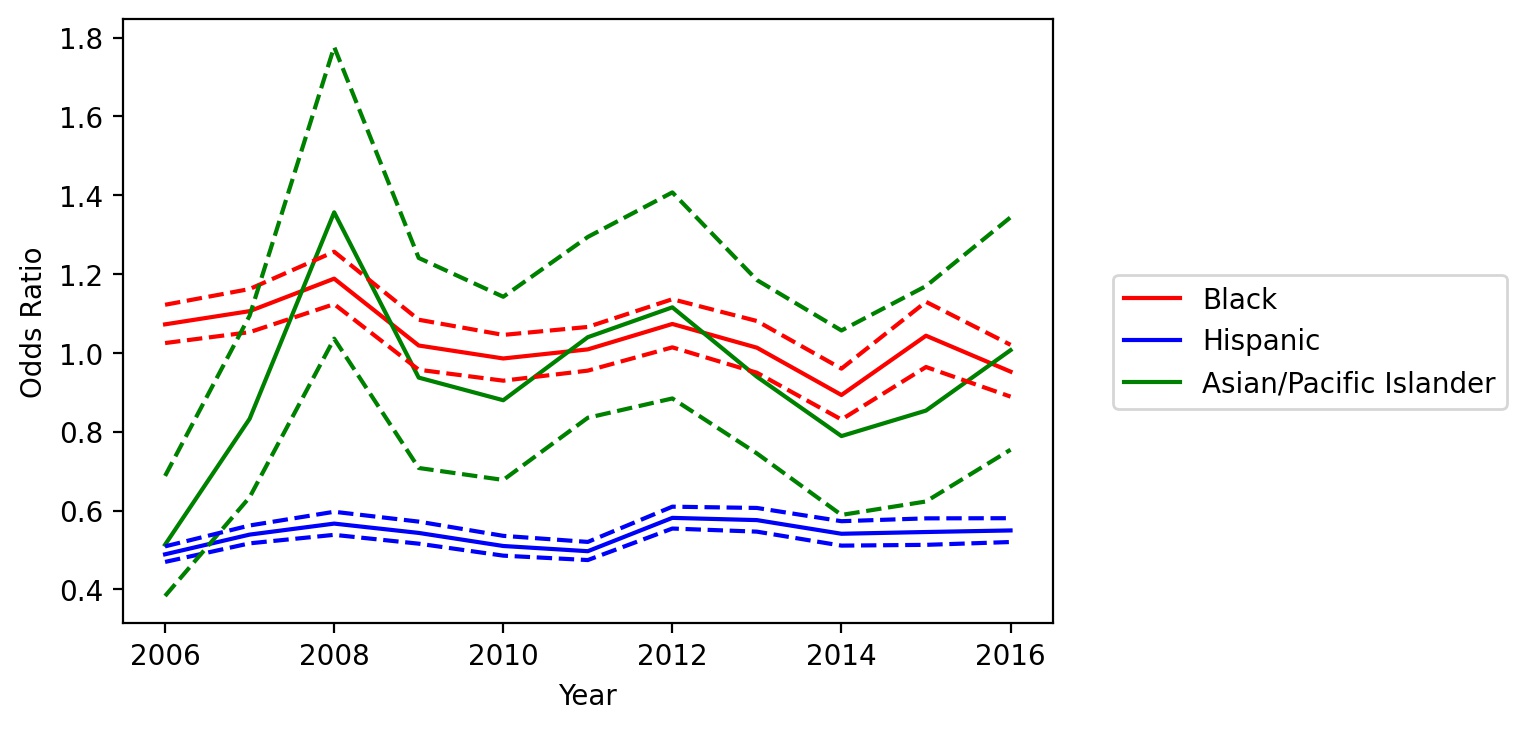 1.8
1.6
1.4
1.2
1.0
0.8
0.6
0.4
Odds Ratio
2006 2008 2010 2012 2014 2016
Year
Black
Hispanic
Asian/Pacific Islander